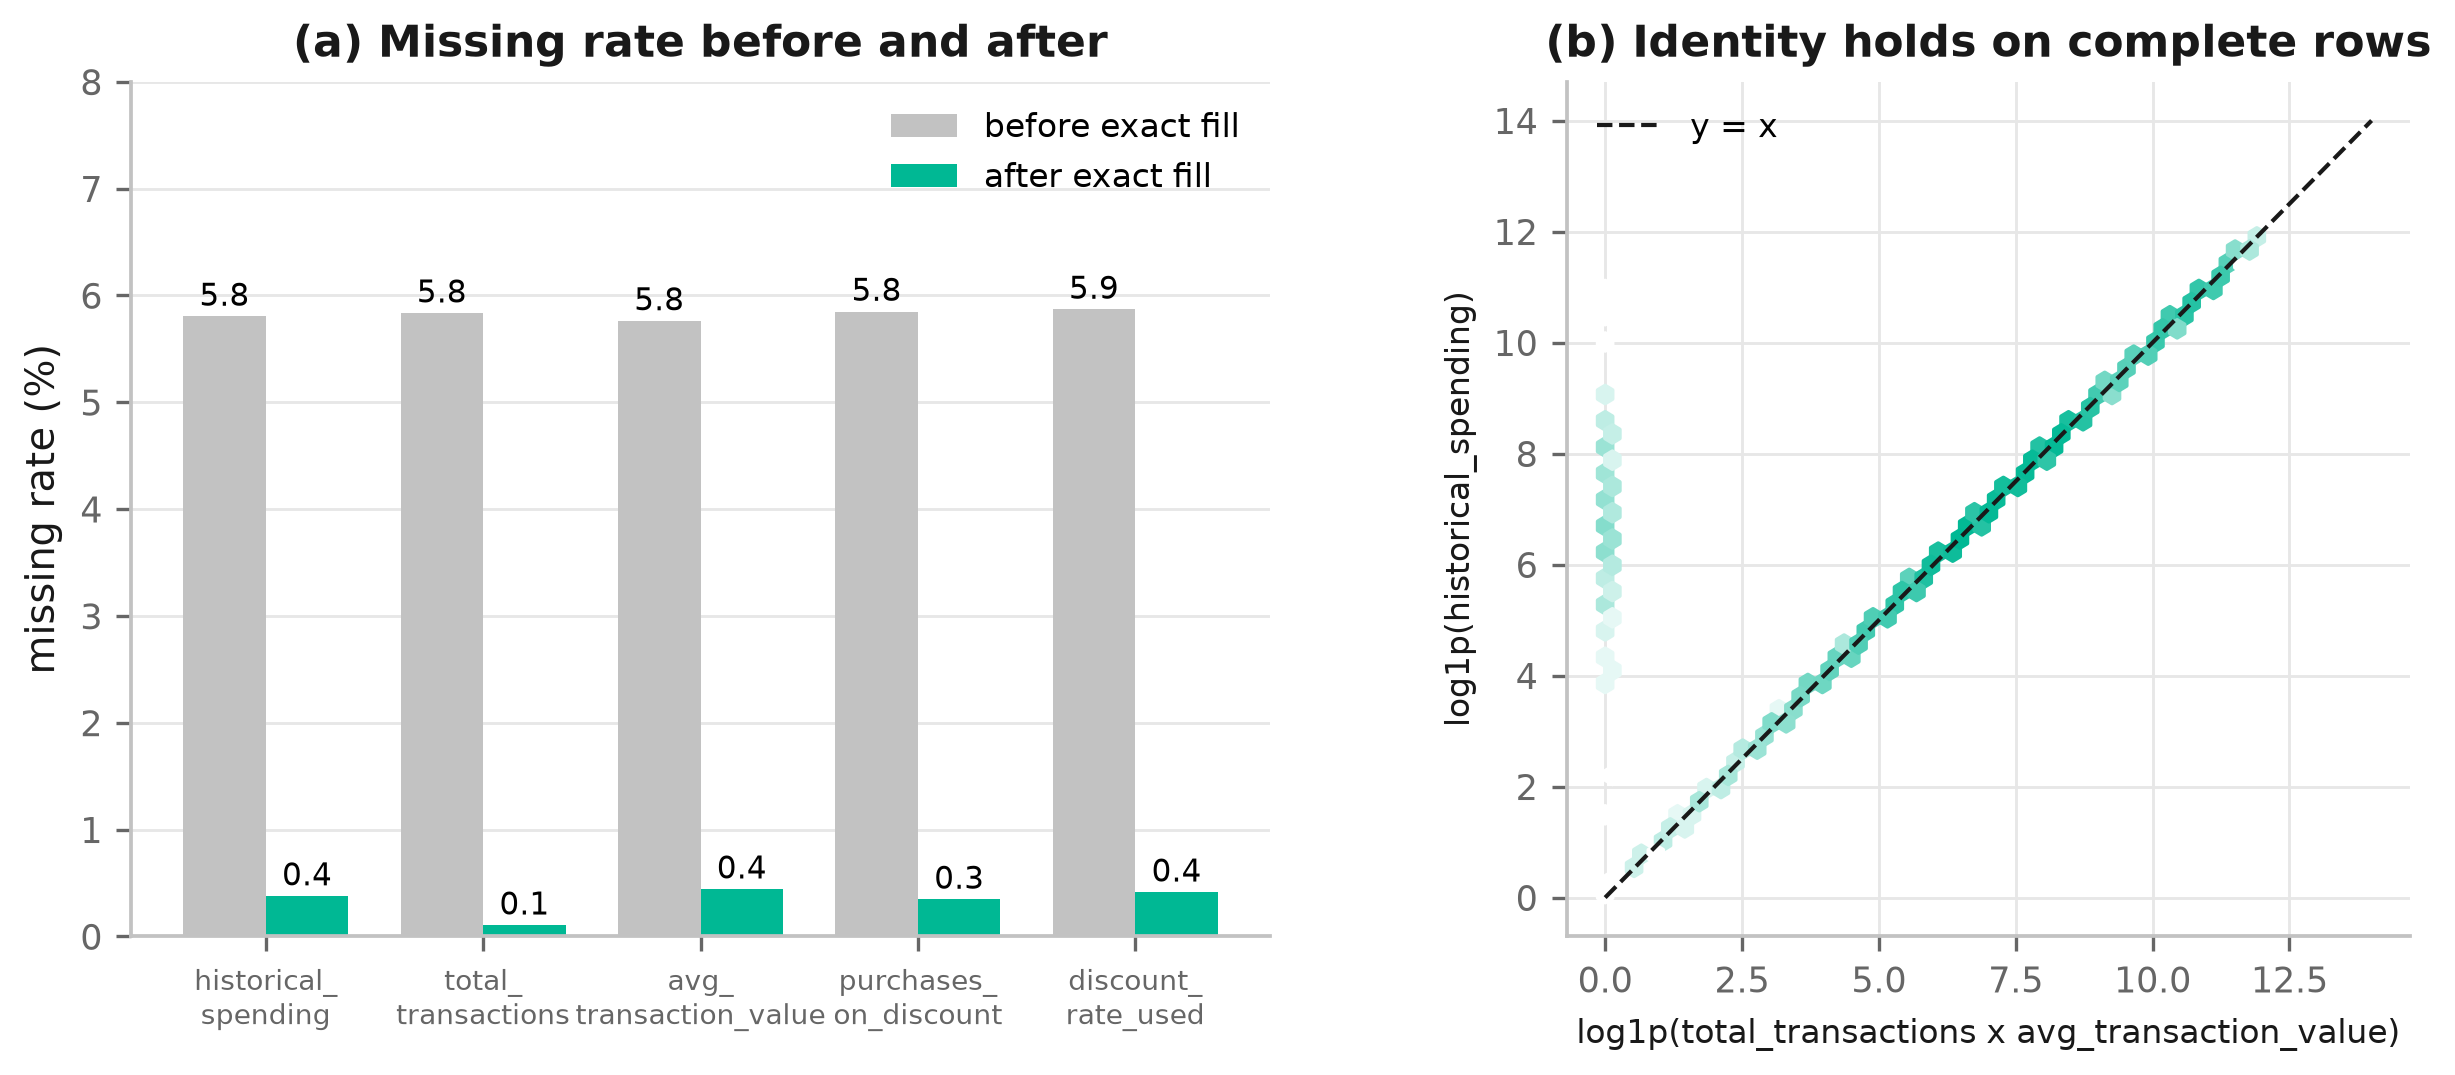 (a) Missing rate before and after
missing rate (%)
8
7
6
5
4
3
2
1
0
before exact fill
after exact fill
5.8
0.4
5.8
0.1
5.8
0.4
5.8
0.3
5.9
0.4
historical_
spending
total_
transactions
avg_
transaction_value
purchases_
on_discount
discount_
rate_used
(b) Identity holds on complete rows
log1p(historical_spending)
14
12
10
8
6
4
2
0
y = x
0.0
2.5
5.0
7.5
10.0
12.5
log1p(total_transactions x avg_transaction_value)